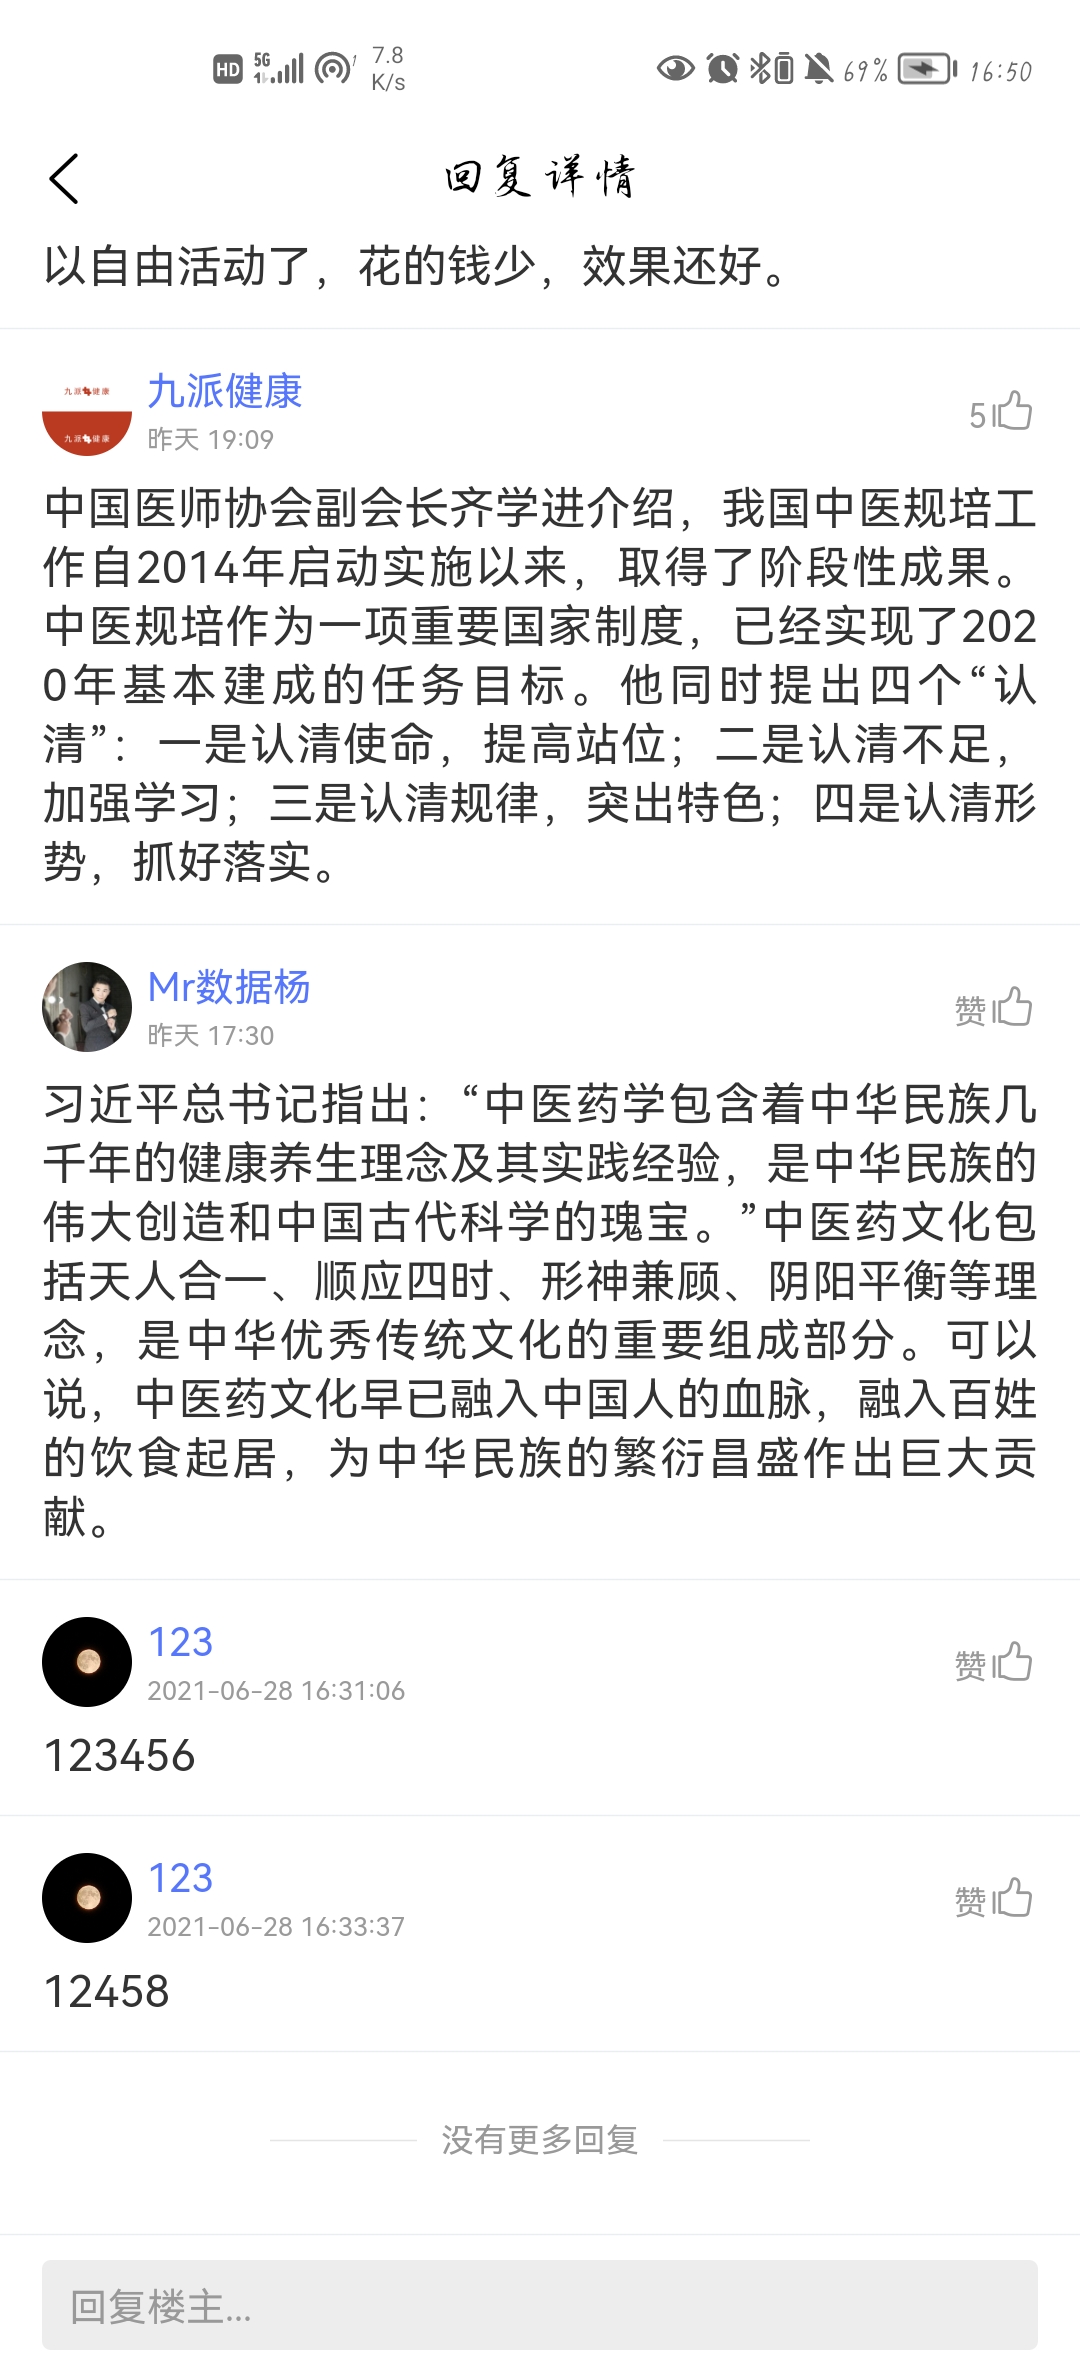 HD 5G 7.8 K/s 69% 16:50
回复详情
以自由活动了，花的钱少，效果还好。
九派健康
九派健康
九派健康
昨天 19:09
5
中国医师协会副会长齐学进介绍，我国中医规培工
作自2014年启动实施以来，取得了阶段性成果。
中医规培作为一项重要国家制度，已经实现了202
0年基本建成的任务目标。他同时提出四个“认
清”：一是认清使命，提高站位；二是认清不足，
加强学习；三是认清规律，突出特色；四是认清形
势，抓好落实。
Mr数据杨
昨天 17:30
赞
习近平总书记指出：“中医药学包含着中华民族几
千年的健康养生理念及其实践经验，是中华民族的
伟大创造和中国古代科学的瑰宝。”中医药文化包
括天人合一、顺应四时、形神兼顾、阴阳平衡等理
念，是中华优秀传统文化的重要组成部分。可以
说，中医药文化早已融入中国人的血脉，融入百姓
的饮食起居，为中华民族的繁衍昌盛作出巨大贡
献。
123
2021-06-28 16:31:06
赞
123456
123
2021-06-28 16:33:37
赞
12458
没有更多回复
回复楼主...